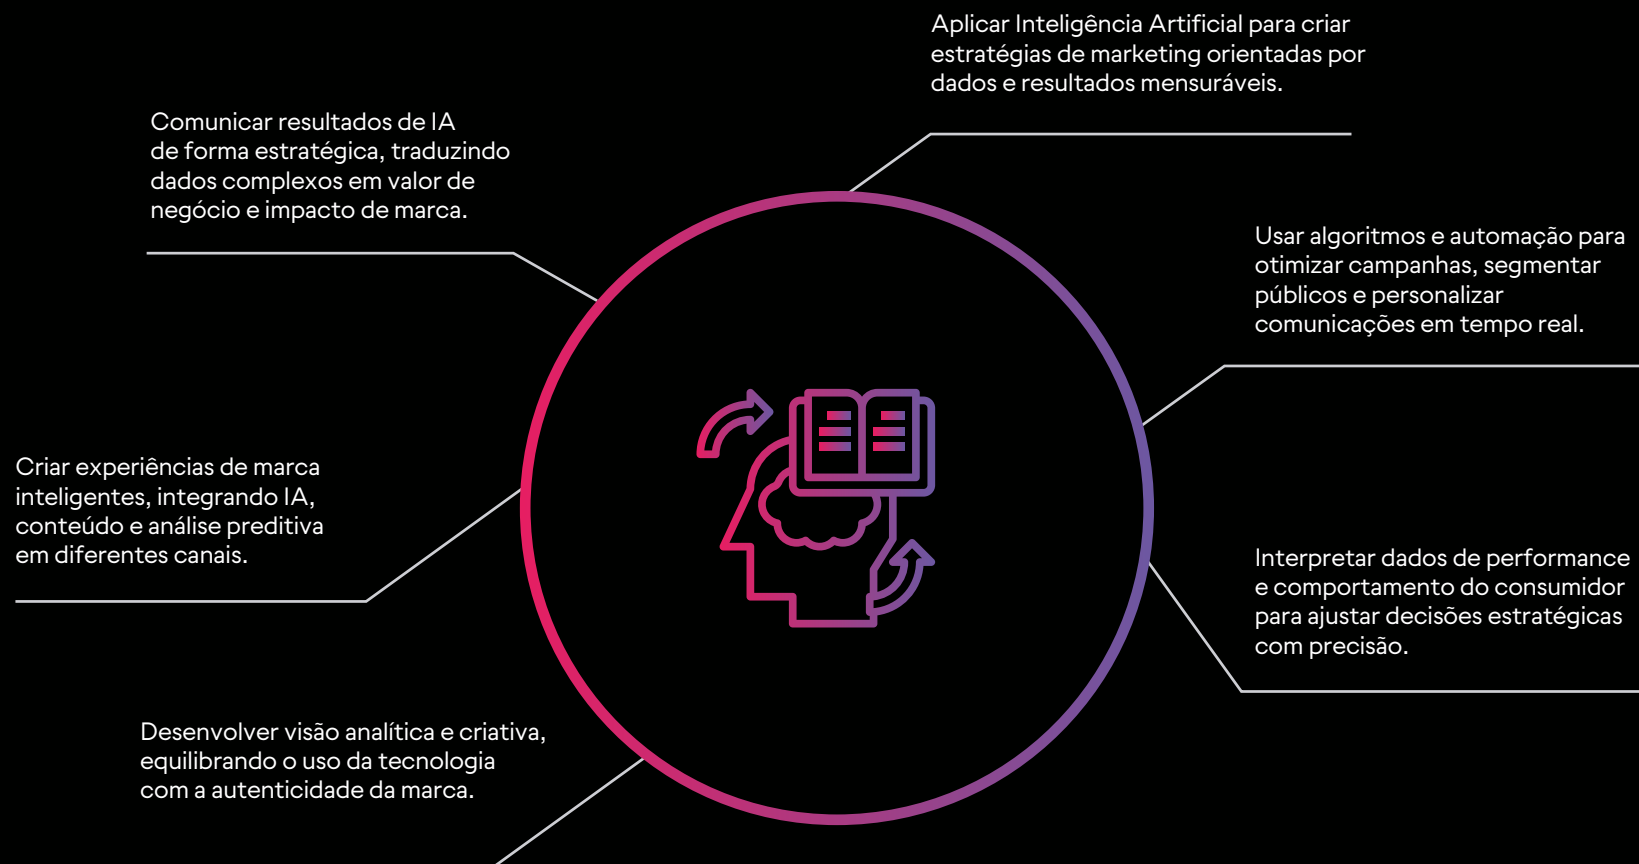 Aplicar Inteligência Artificial para criar
estratégias de marketing orientadas por
dados e resultados mensuráveis.
Comunicar resultados de IA
de forma estratégica, traduzindo
dados complexos em valor de
negócio e impacto de marca.
Usar algoritmos e automação para
otimizar campanhas, segmentar
públicos e personalizar
comunicações em tempo real.
Criar experiências de marca
inteligentes, integrando IA,
conteúdo e análise preditiva
em diferentes canais.
Interpretar dados de performance
e comportamento do consumidor
para ajustar decisões estratégicas
com precisão.
Desenvolver visão analítica e criativa,
equilibrando o uso da tecnologia
com a autenticidade da marca.